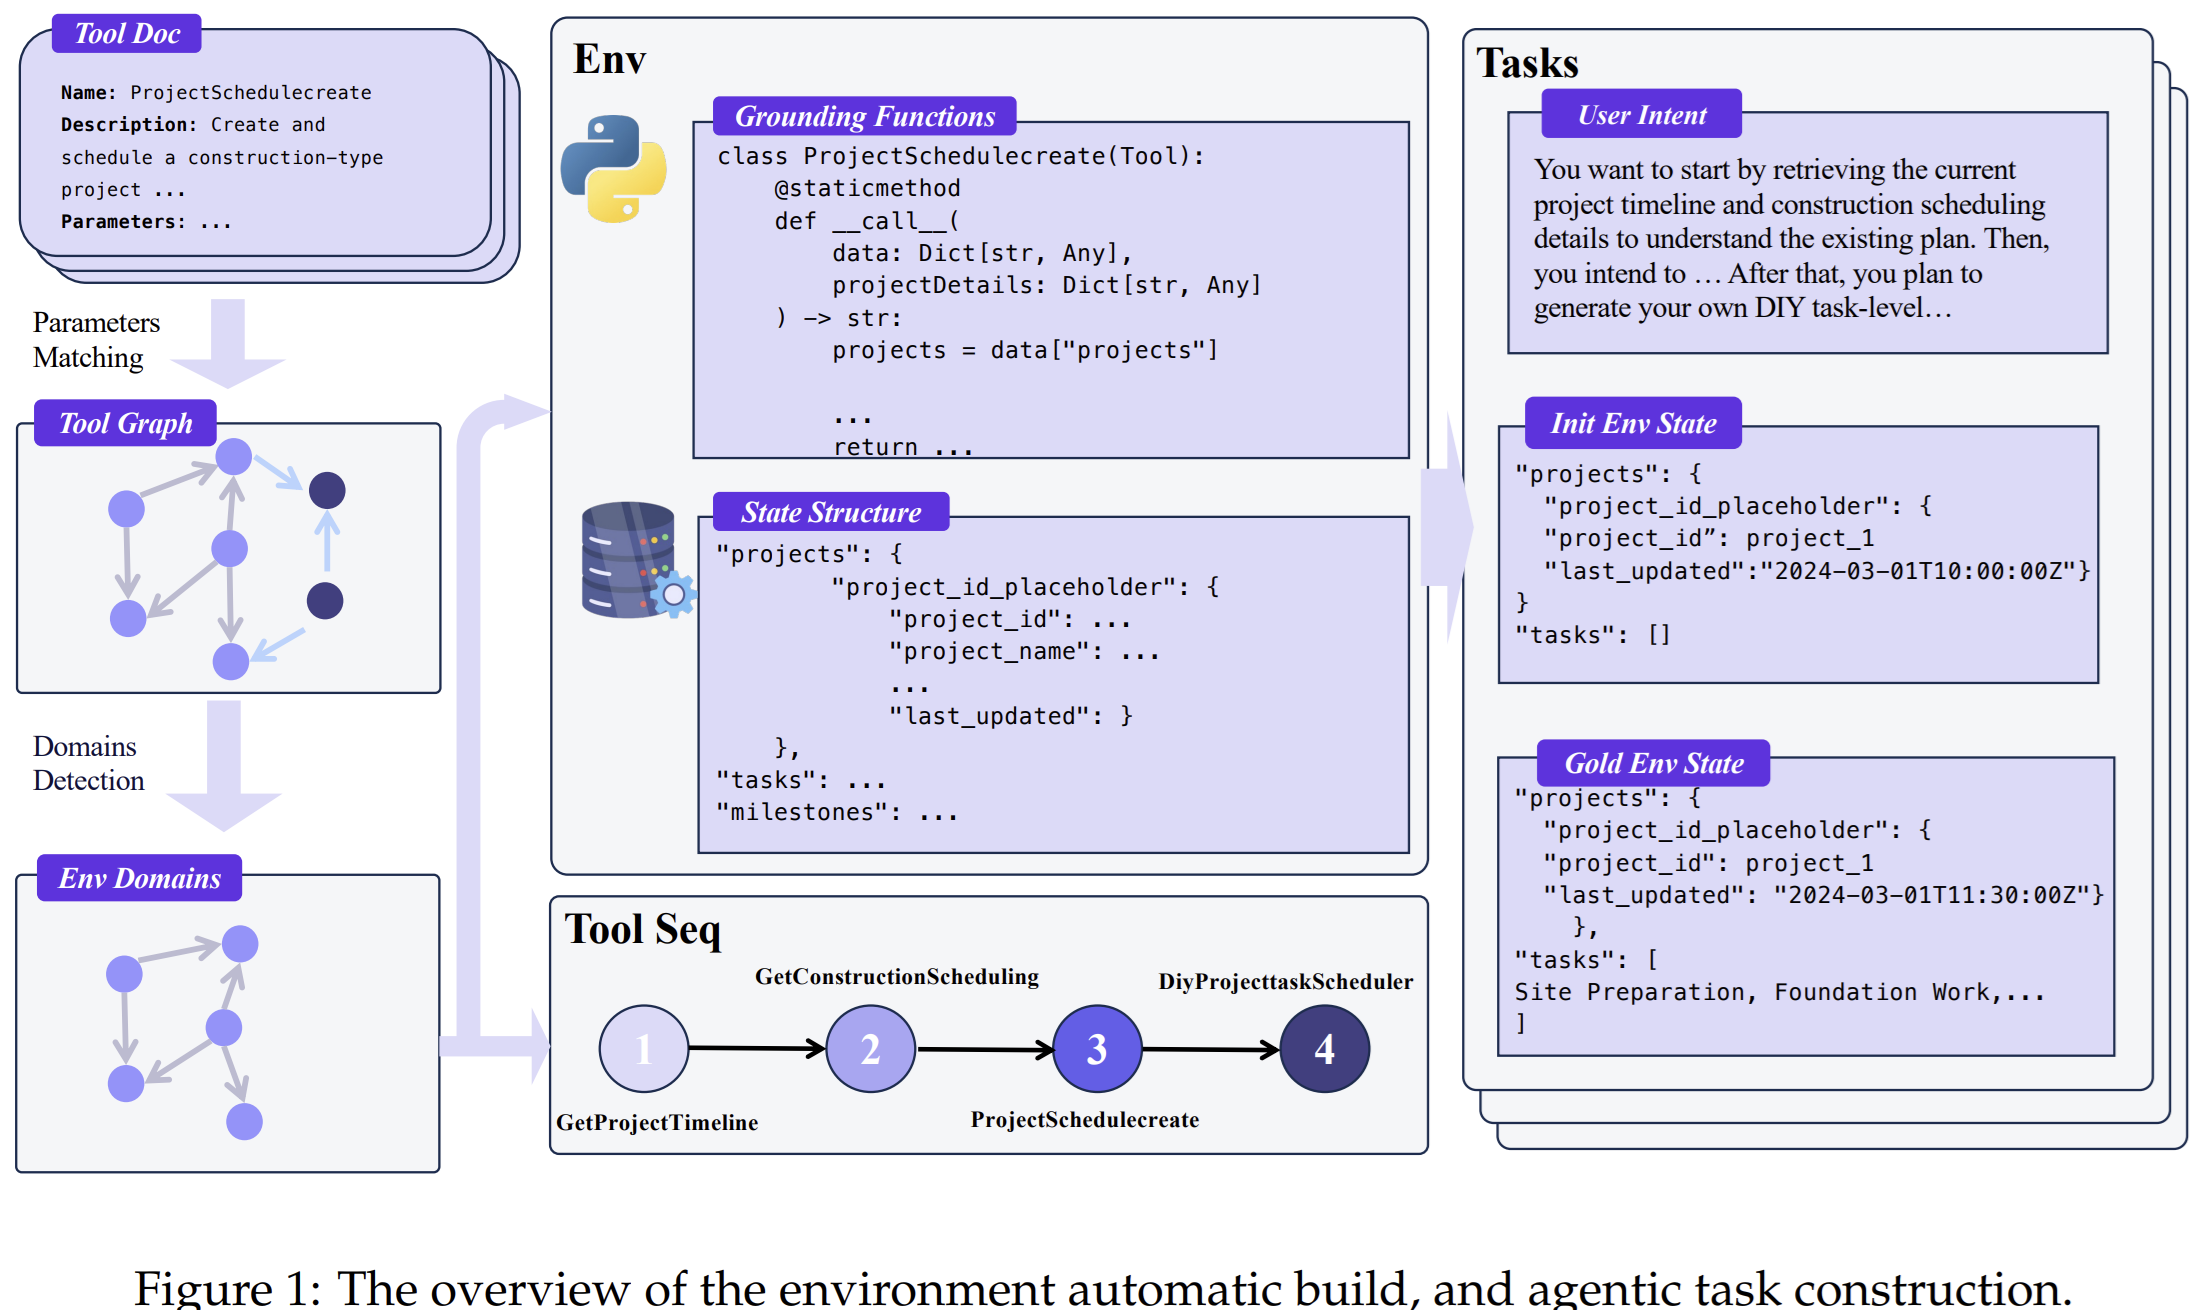 Tool Doc
Name: ProjectSchedulecreate
Description: Create and
schedule a construction-type
project ...
Parameters: ...
Parameters
Matching
Tool Graph
Domains
Detection
Env Domains
Env
Grounding Functions
class ProjectSchedulecreate(Tool):
    @staticmethod
    def __call__(
        data: Dict[str, Any],
        projectDetails: Dict[str, Any]
    ) -> str:
        projects = data["projects"]
        ...
        return ...
State Structure
"projects": {
        "project_id_placeholder": {
            "project_id": ...
            "project_name": ...
            ...
            "last_updated": }
    },
"tasks": ...
"milestones": ...
Tool Seq
GetConstructionScheduling
DiyProjecttaskScheduler
1
2
3
4
GetProjectTimeline
ProjectSchedulecreate
Tasks
User Intent
You want to start by retrieving the current
project timeline and construction scheduling
details to understand the existing plan. Then,
you intend to … After that, you plan to
generate your own DIY task-level…
Init Env State
"projects": {
  "project_id_placeholder": {
  "project_id”: project_1
  "last_updated":"2024-03-01T10:00:00Z"}
}
"tasks": []
Gold Env State
"projects": {
  "project_id_placeholder": {
  "project_id": project_1
  "last_updated": "2024-03-01T11:30:00Z"}
    },
"tasks": [
Site Preparation, Foundation Work,...
]
Figure 1: The overview of the environment automatic build, and agentic task construction.